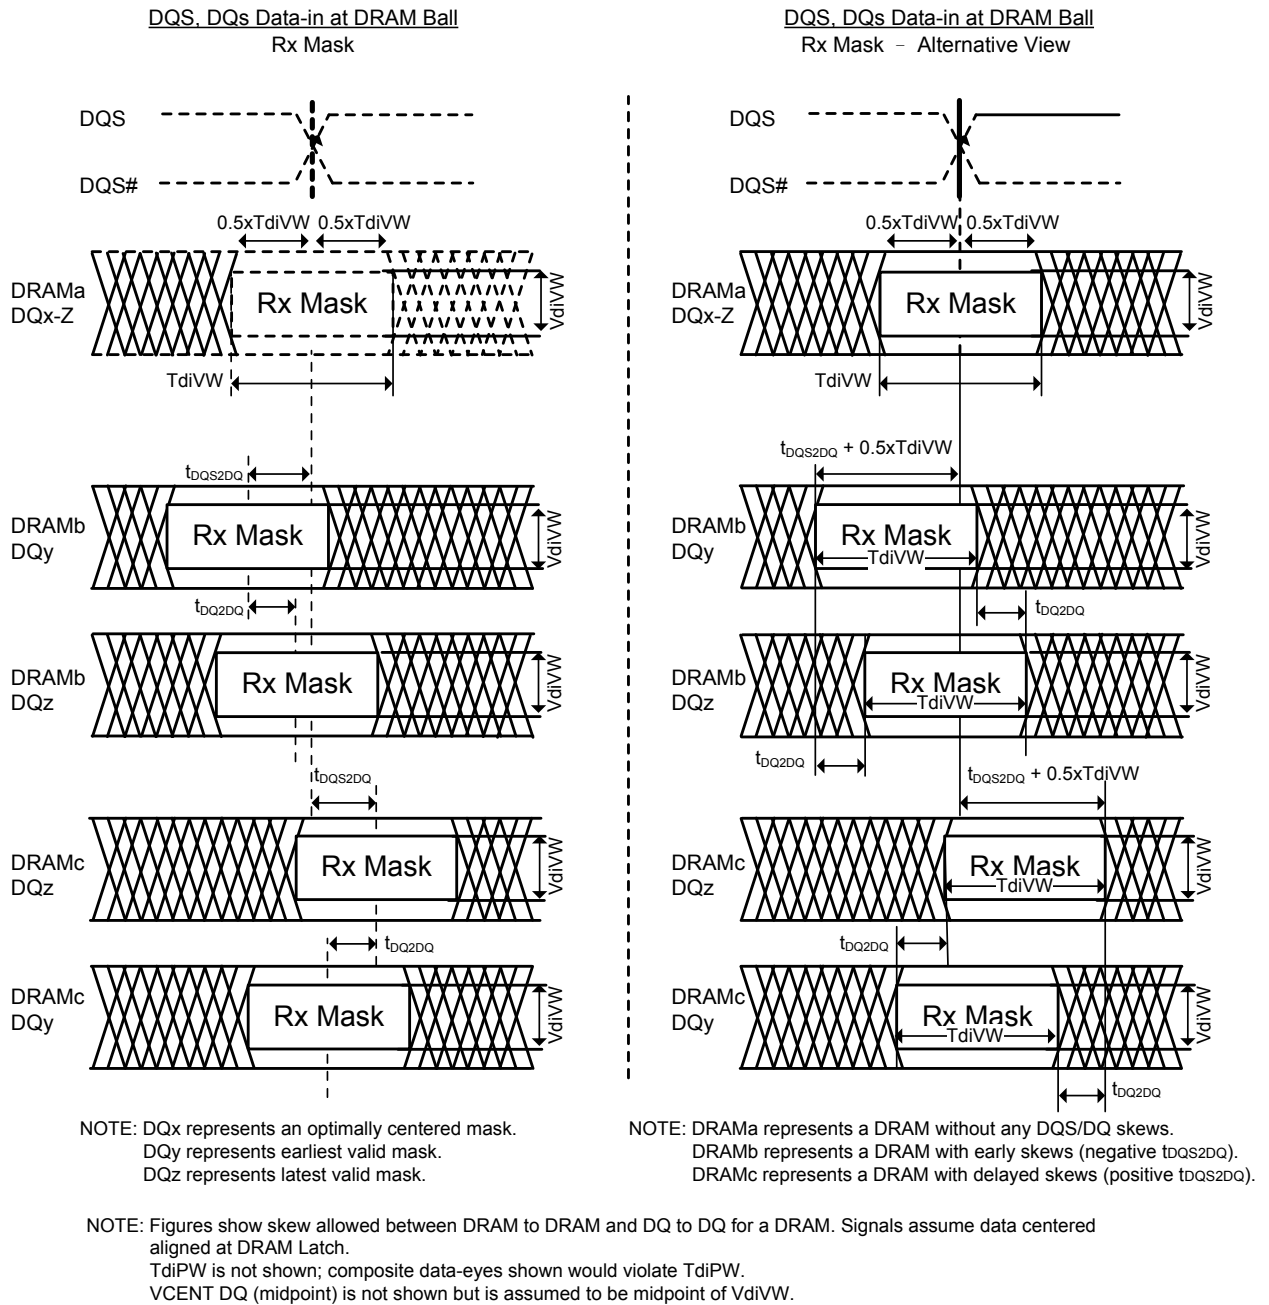 DQS, DQs Data-in at DRAM Ball
Rx Mask
DQS
DQS#
0.5xTdiVW
0.5xTdiVW
DRAMa
DQx-Z
Rx Mask
VdiVW
TdiVW
tDQS2DQ
DRAMb
DQy
Rx Mask
VdiVW
tDQ2DQ
DRAMb
DQz
Rx Mask
VdiVW
tDQS2DQ
DRAMc
DQz
Rx Mask
VdiVW
tDQ2DQ
DRAMc
DQy
Rx Mask
VdiVW
NOTE: DQx represents an optimally centered mask.
DQy represents earliest valid mask.
DQz represents latest valid mask.
DQS, DQs Data-in at DRAM Ball
Rx Mask – Alternative View
DQS
DQS#
0.5xTdiVW
0.5xTdiVW
DRAMa
DQx-Z
Rx Mask
VdiVW
TdiVW
tDQS2DQ + 0.5xTdiVW
DRAMb
DQy
Rx Mask
TdiVW
VdiVW
tDQ2DQ
DRAMb
DQz
Rx Mask
TdiVW
VdiVW
tDQ2DQ
tDQS2DQ + 0.5xTdiVW
DRAMc
DQz
Rx Mask
TdiVW
VdiVW
tDQ2DQ
DRAMc
DQy
Rx Mask
TdiVW
VdiVW
tDQ2DQ
NOTE: DRAMa represents a DRAM without any DQS/DQ skews.
DRAMb represents a DRAM with early skews (negative tDQS2DQ).
DRAMc represents a DRAM with delayed skews (positive tDQS2DQ).
NOTE: Figures show skew allowed between DRAM to DRAM and DQ to DQ for a DRAM. Signals assume data centered
aligned at DRAM Latch.
TdiPW is not shown; composite data-eyes shown would violate TdiPW.
VCENT DQ (midpoint) is not shown but is assumed to be midpoint of VdiVW.